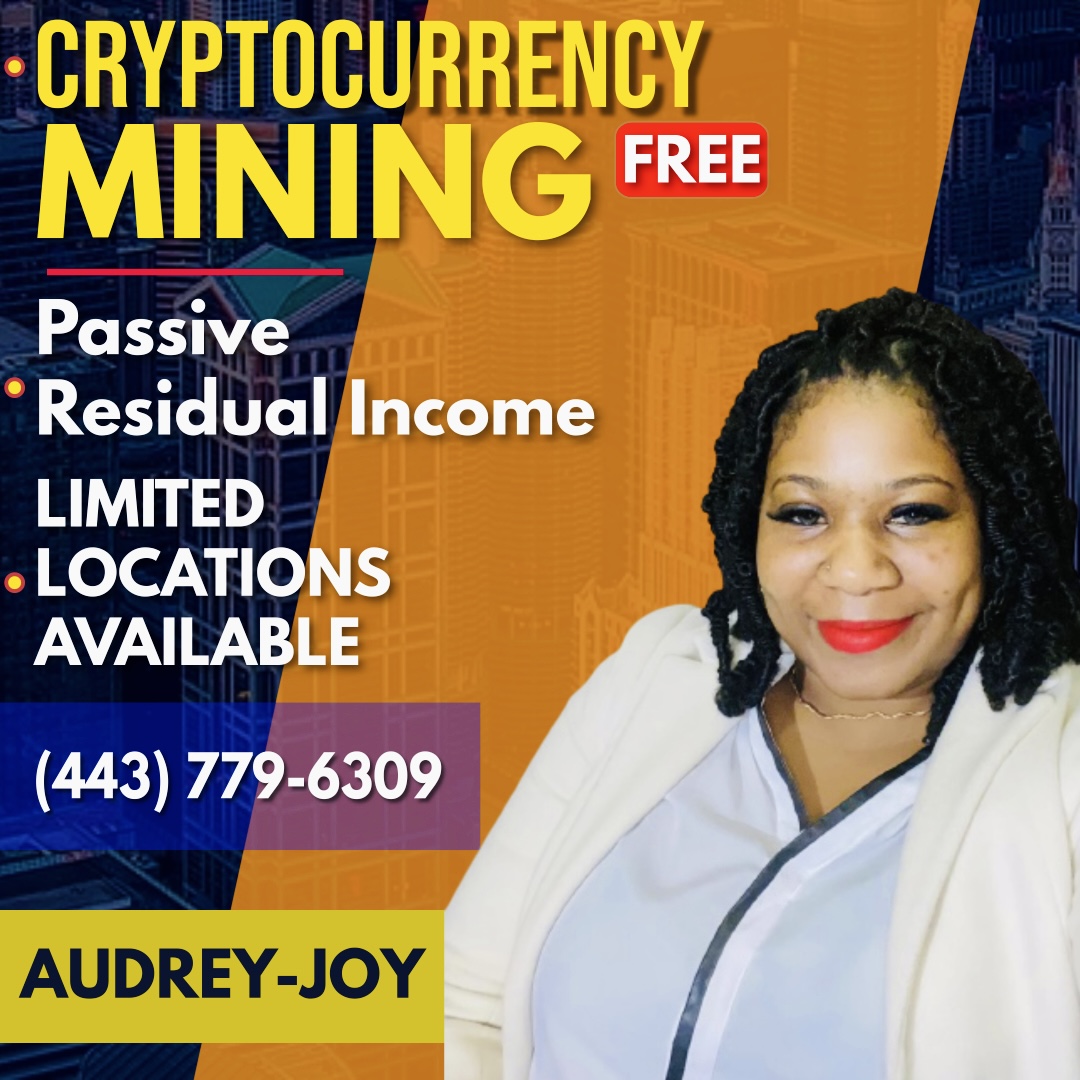 CRYPTOCURRENCY
MINING FREE
Passive
Residual Income
LIMITED
LOCATIONS
AVAILABLE
(443) 779-6309
AUDREY-JOY